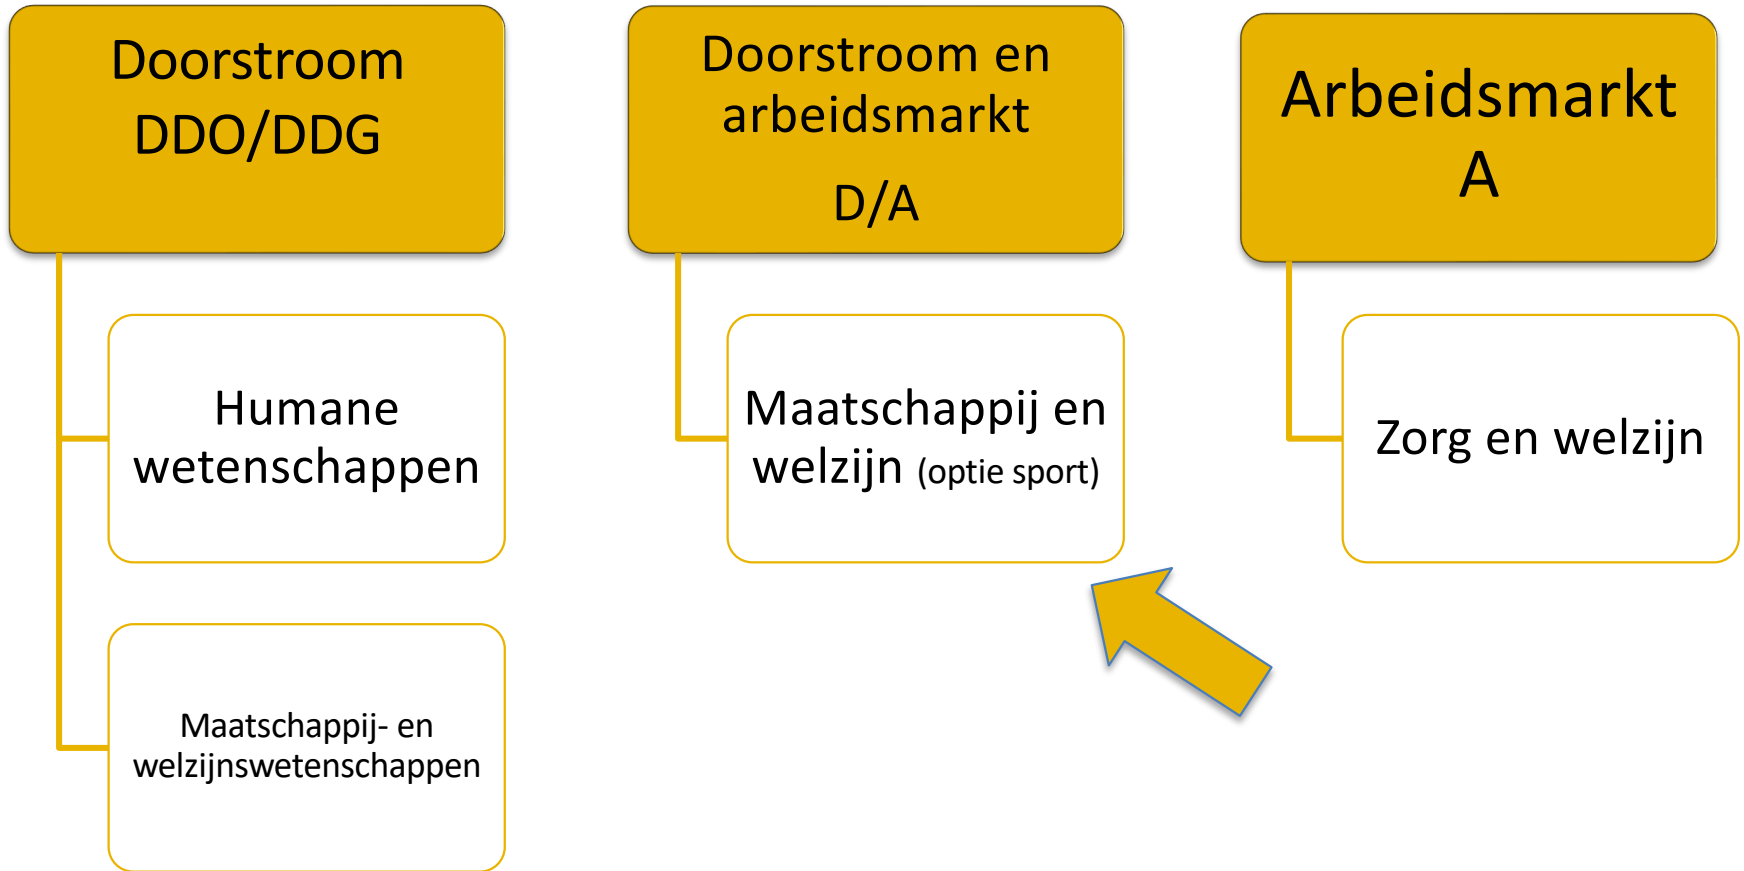 Doorstroom
DDO/DDG
Humane
wetenschappen
Maatschappij- en
welzijnswetenschappen
Doorstroom en
arbeidsmarkt
D/A
Maatschappij en
welzijn (optie sport)
Arbeidsmarkt
A
Zorg en welzijn